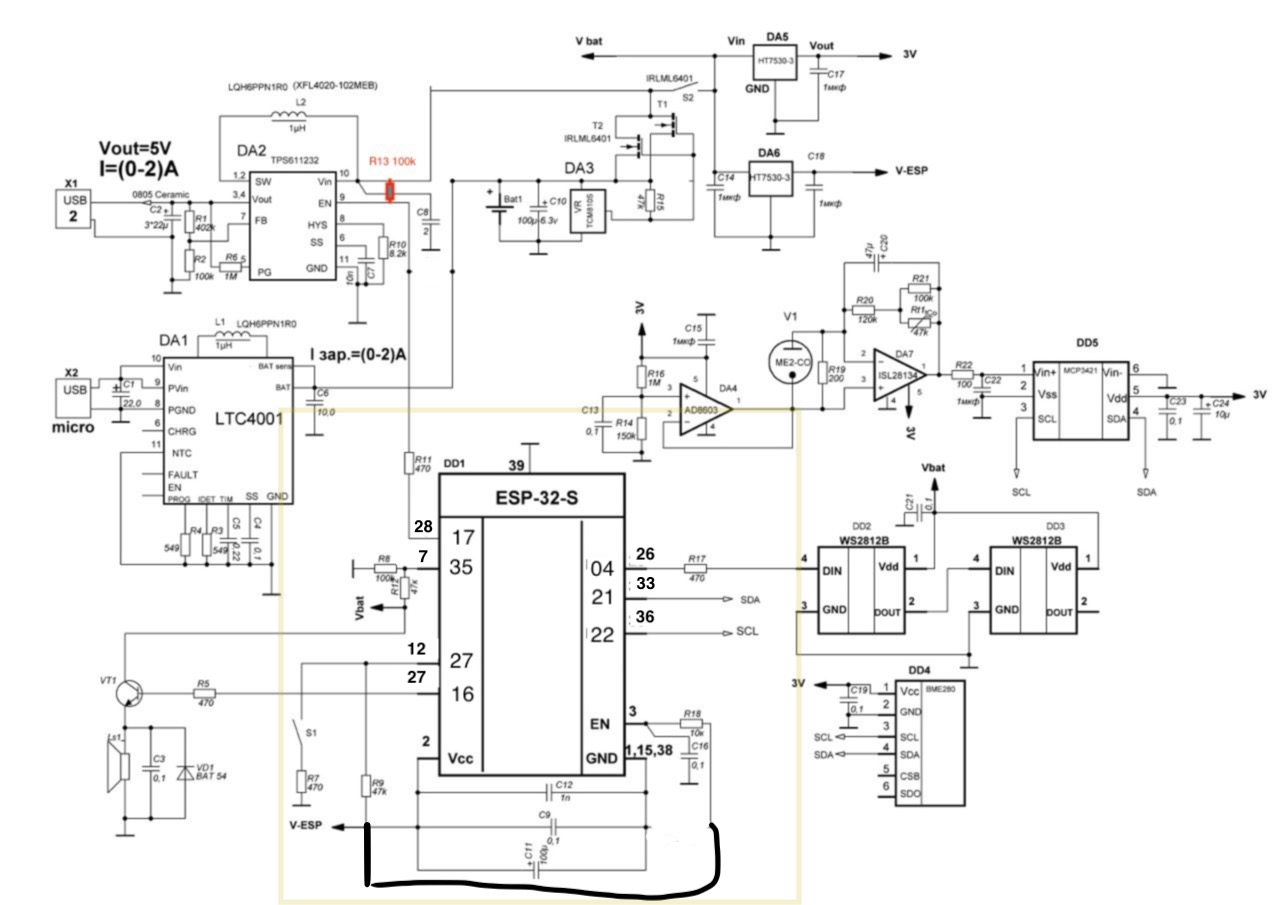 V bat
Vin
DA5
Vout
HT7530-3
3V
C17
1мкф
GND
LQH6PPN1R0 (XFL4020-102MEB)
L2
1µH
IRLML6401
S2
T1
T2
IRLML6401
Vout=5V
I=(0-2)A
DA2
TPS611232
R13 100k
DA3
DA6
HT7530-3
C18
V-ESP
C14
1мкф
1мкф
X1
USB
2
0805 Ceramic
C2 +
3*22µ
R1
402k
R2
100k
R6
1M
1,2
SW
3,4
Vout
7
FB
5
PG
Vin
10
EN
9
HYS
8
SS
6
GND
11
10n
C7
R10
8.2k
C8
2
+
Bat1
+
C10
100µ-6.3v
VR
TCM810S
R15
47k
47µ
+
C20
R21
100k
R20
120k
Rt1
Co
47k
V1
ME2-CO
R19
200
2
3
DA7
ISL28134
1
5
4
3V
R22
100
C22
1мкф
DD5
MCP3421
1
Vin+
2
Vss
3
SCL
Vin-
6
Vdd
5
SDA
4
C23
0,1
+
C24
10µ
3V
SCL
SDA
3V
C15
1мкф
R16
1M
5
DA4
3
+
2
AD8603
1
4
C13
0,1
R14
150k
DA1
L1
LQH6PPN1R0
1µH
I зар.=(0-2)A
X2
USB
micro
+
C1
22,0
10
Vin
9
PVin
8
PGND
6
CHRG
11
NTC
FAULT
EN
PROG
IDET
TIM
SS
GND
BAT sens
BAT
LTC4001
C6
10,0
R4
549
R3
549
C5
0,22
C4
0,1
R11
470
DD1
39
ESP-32-S
28
17
7
35
12
27
27
16
2
Vcc
26
04
33
21
36
22
3
EN
1,15,38
GND
R8
100k
R12
47k
Vbat
R17
470
SDA
SCL
R18
10к
C16
0,1
Vbat
C21
0,1
DD2
WS2812B
4
DIN
3
GND
Vdd
1
DOUT
2
DD3
WS2812B
4
DIN
3
GND
Vdd
1
DOUT
2
DD4
BME280
3V
C19
0,1
1
Vcc
2
GND
SCL
3
SCL
SDA
4
SDA
5
CSB
6
SDO
VT1
R5
470
Ls1
C3
0,1
VD1
BAT 54
S1
R7
470
R9
47k
V-ESP
C12
1n
C9
0,1
+
C11
100µ